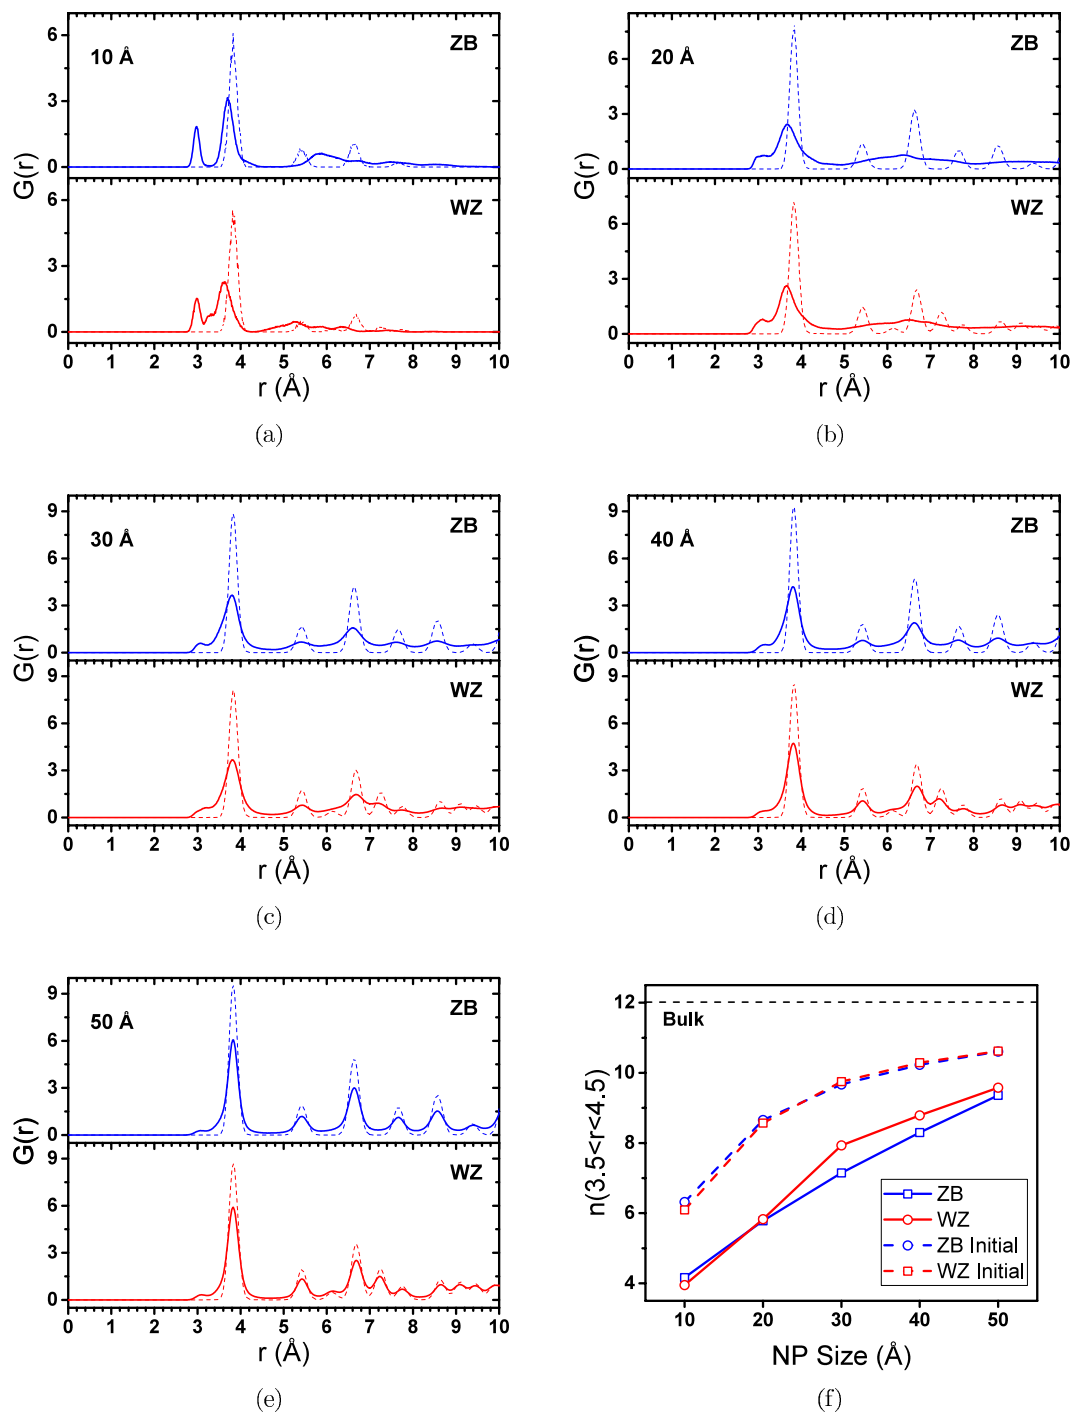 10 Å
ZB
G(r)
6
3
0
WZ
6
3
0
0 1 2 3 4 5 6 7 8 9 10
r (Å)
(a)
20 Å
ZB
G(r)
6
3
0
WZ
6
3
0
0 1 2 3 4 5 6 7 8 9 10
r (Å)
(b)
30 Å
ZB
G(r)
9
6
3
0
WZ
9
6
3
0
0 1 2 3 4 5 6 7 8 9 10
r (Å)
(c)
40 Å
ZB
G(r)
9
6
3
0
WZ
9
6
3
0
0 1 2 3 4 5 6 7 8 9 10
r (Å)
(d)
50 Å
ZB
G(r)
9
6
3
0
WZ
9
6
3
0
0 1 2 3 4 5 6 7 8 9 10
r (Å)
(e)
n(3.5<r<4.5)
12
10
8
6
4
Bulk
ZB
WZ
ZB Initial
WZ Initial
10 20 30 40 50
NP Size (Å)
(f)